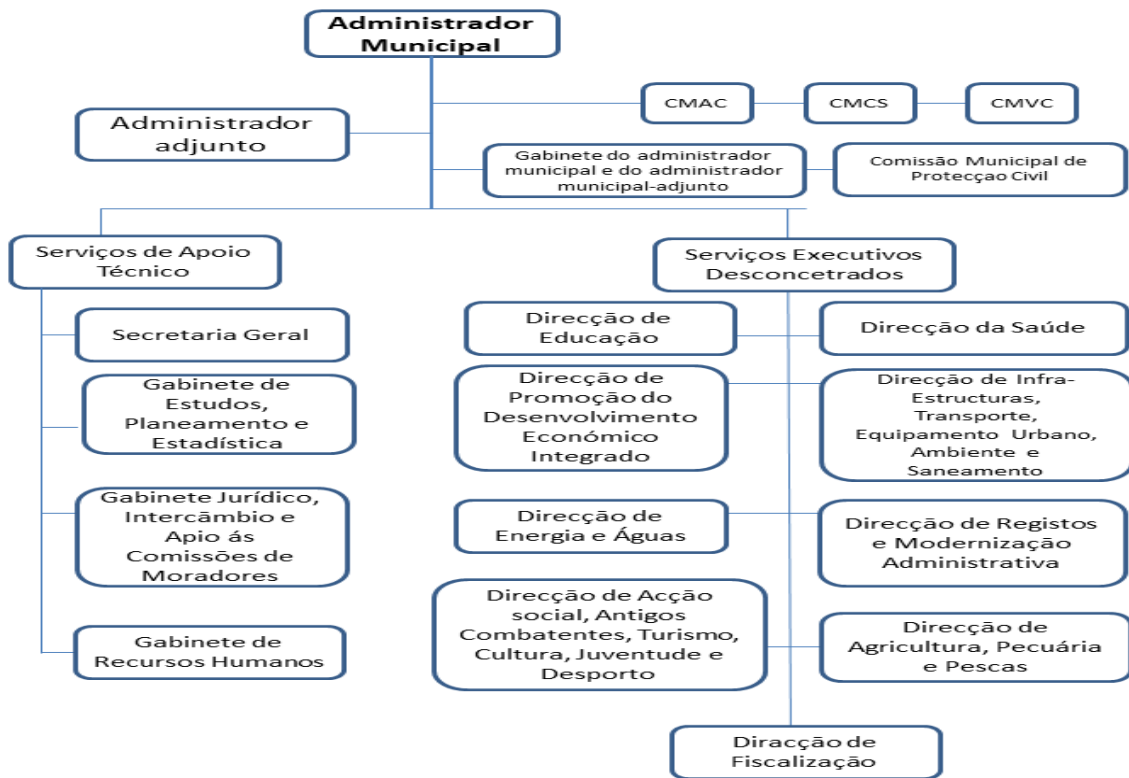 Administrador
Municipal
CMAC
CMCS
CMVC
Administrador
adjunto
Gabinete do administrador
municipal e do administrador
municipal-adjunto
Comissão Municipal de
Protecçao Civil
Serviços de Apoio
Técnico
Serviços Executivos
Desconcetrados
Secretaria Geral
Gabinete de
Estudos,
Planeamento e
Estadística
Gabinete Jurídico,
Intercâmbio e
Apio ás
Comissões de
Moradores
Gabinete de
Recursos Humanos
Direcção de
Educação
Direcção da Saúde
Direcção de
Promoção do
Desenvolvimento
Económico
Integrado
Direcção de Infra-
Estructuras,
Transporte,
Equipamento Urbano,
Ambiente e
Saneamento
Direcção de
Energia e Águas
Direcção de Registos
e Modernização
Administrativa
Direcção de Acção
social, Antigos
Combatentes, Turismo,
Cultura, Juventude e
Desporto
Direcção de
Agricultura, Pecuária
e Pescas
Diracção de
Fiscalização